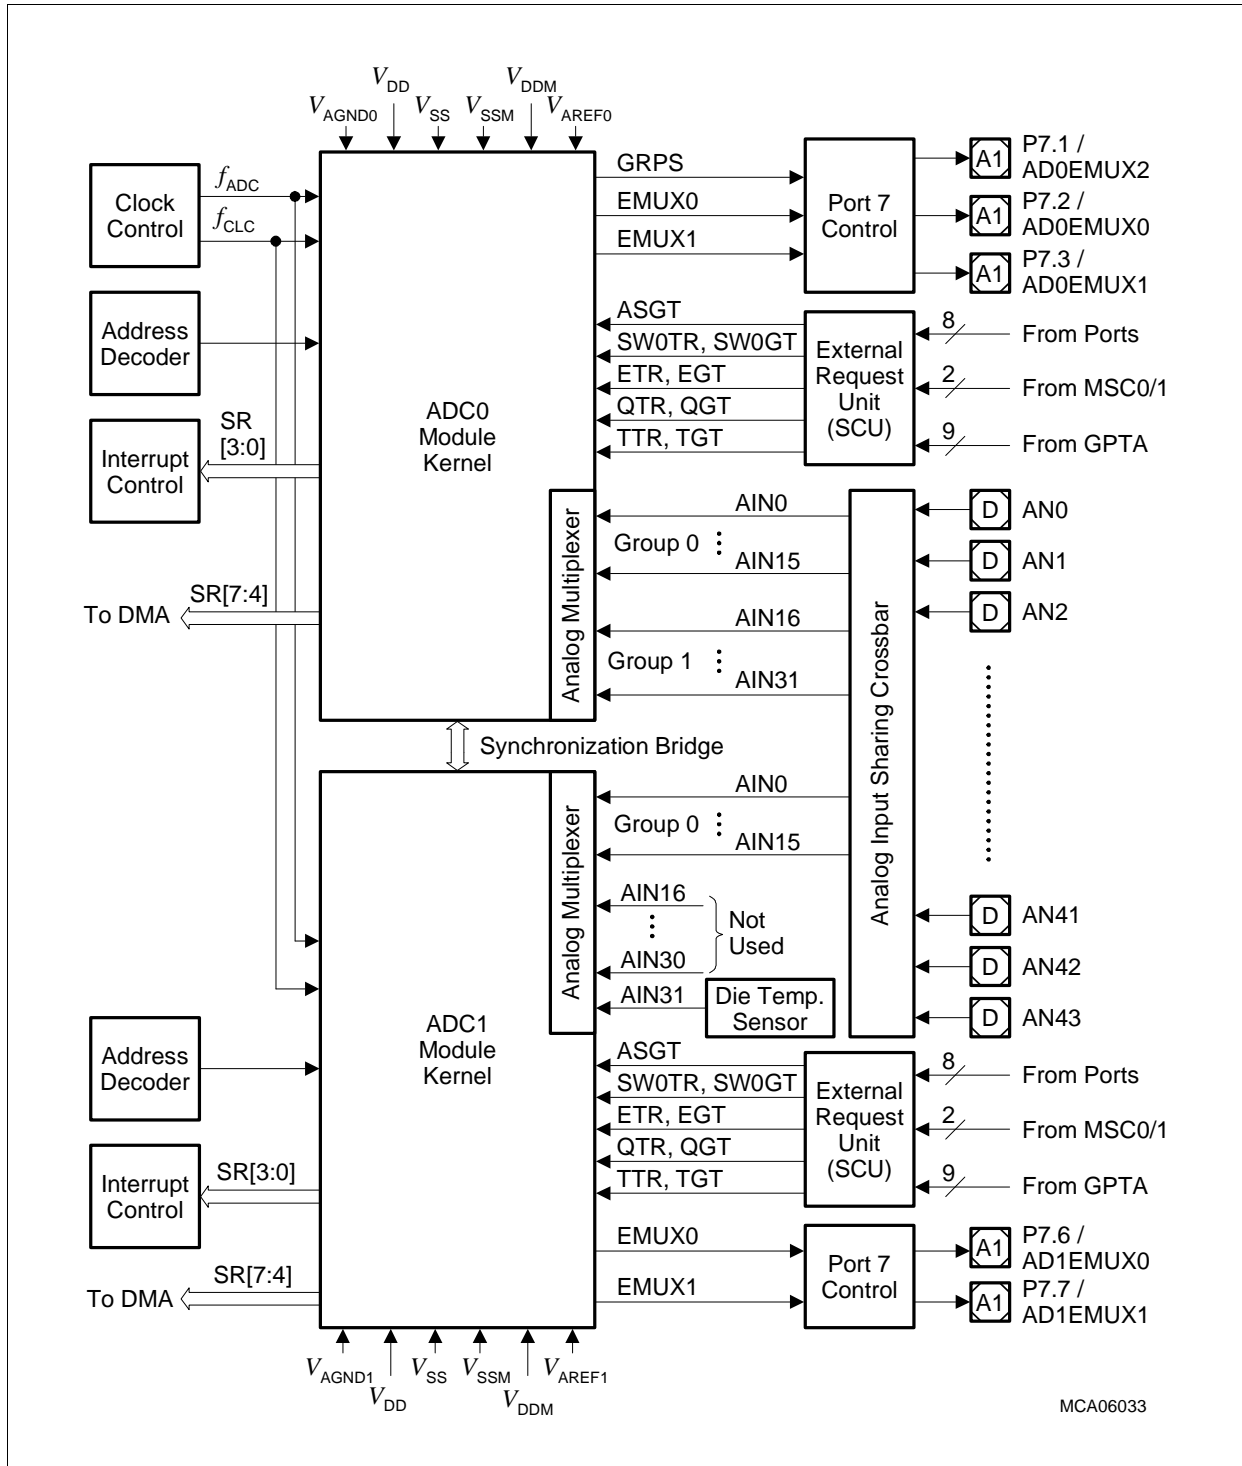 VAGND0
VDD
VSS
VSSM
VDDM
VAREF0
Clock
Control
fADC
fCLC
Address
Decoder
Interrupt
Control
SR
[3:0]
To DMA
SR[7:4]
ADC0
Module
Kernel
Analog Multiplexer
GRPS
EMUX0
EMUX1
Port 7
Control
A1
P7.1 /
AD0EMUX2
A1
P7.2 /
AD0EMUX0
A1
P7.3 /
AD0EMUX1
ASGT
SW0TR, SW0GT
ETR, EGT
QTR, QGT
TTR, TGT
External
Request
Unit
(SCU)
8
From Ports
2
From MSC0/1
9
From GPTA
AIN0
Group 0
AIN15
AIN16
Group 1
AIN31
Analog Input Sharing Crossbar
D
AN0
D
AN1
D
AN2
D
AN41
D
AN42
D
AN43
Synchronization Bridge
ADC1
Module
Kernel
Analog Multiplexer
AIN0
Group 0
AIN15
AIN16
AIN30
Not
Used
AIN31
Die Temp.
Sensor
Address
Decoder
Interrupt
Control
SR[3:0]
To DMA
SR[7:4]
ASGT
SW0TR, SW0GT
ETR, EGT
QTR, QGT
TTR, TGT
External
Request
Unit
(SCU)
8
From Ports
2
From MSC0/1
9
From GPTA
EMUX0
EMUX1
Port 7
Control
A1
P7.6 /
AD1EMUX0
A1
P7.7 /
AD1EMUX1
VAGND1
VDD
VSS
VSSM
VDDM
VAREF1
MCA06033